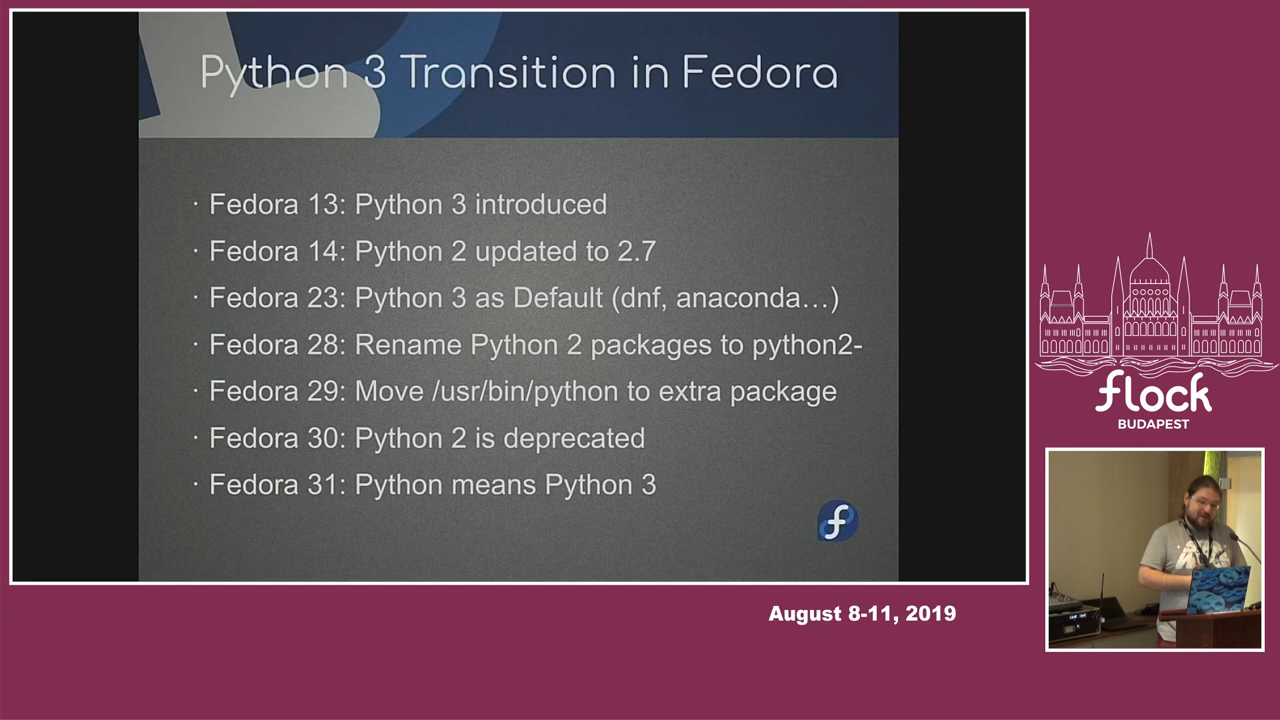 Python 3 Transition in Fedora
· Fedora 13: Python 3 introduced
· Fedora 14: Python 2 updated to 2.7
· Fedora 23: Python 3 as Default (dnf, anaconda…)
· Fedora 28: Rename Python 2 packages to python2-
· Fedora 29: Move /usr/bin/python to extra package
· Fedora 30: Python 2 is deprecated
· Fedora 31: Python means Python 3
flock
BUDAPEST
August 8-11, 2019